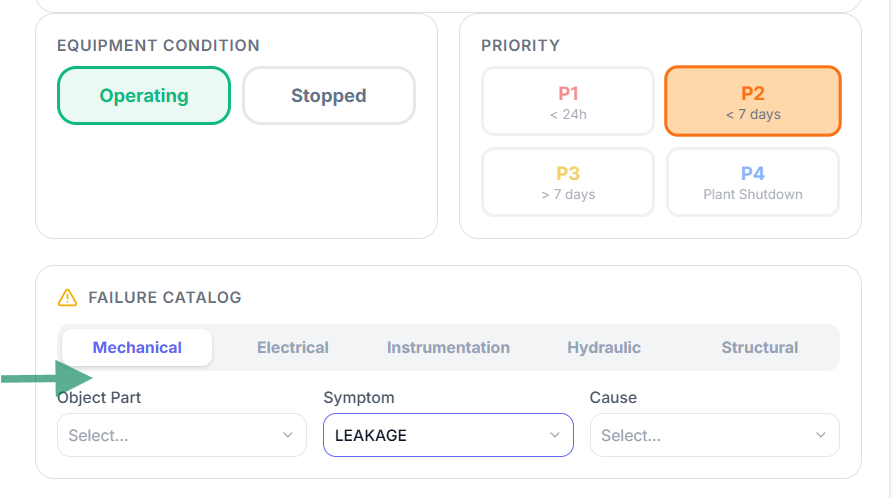 EQUIPMENT CONDITION
Operating
Stopped
PRIORITY
P1
< 24h
P2
< 7 days
P3
> 7 days
P4
Plant Shutdown
FAILURE CATALOG
Mechanical
Electrical
Instrumentation
Hydraulic
Structural
Object Part
Symptom
Cause
Select...
LEAKAGE
Select...